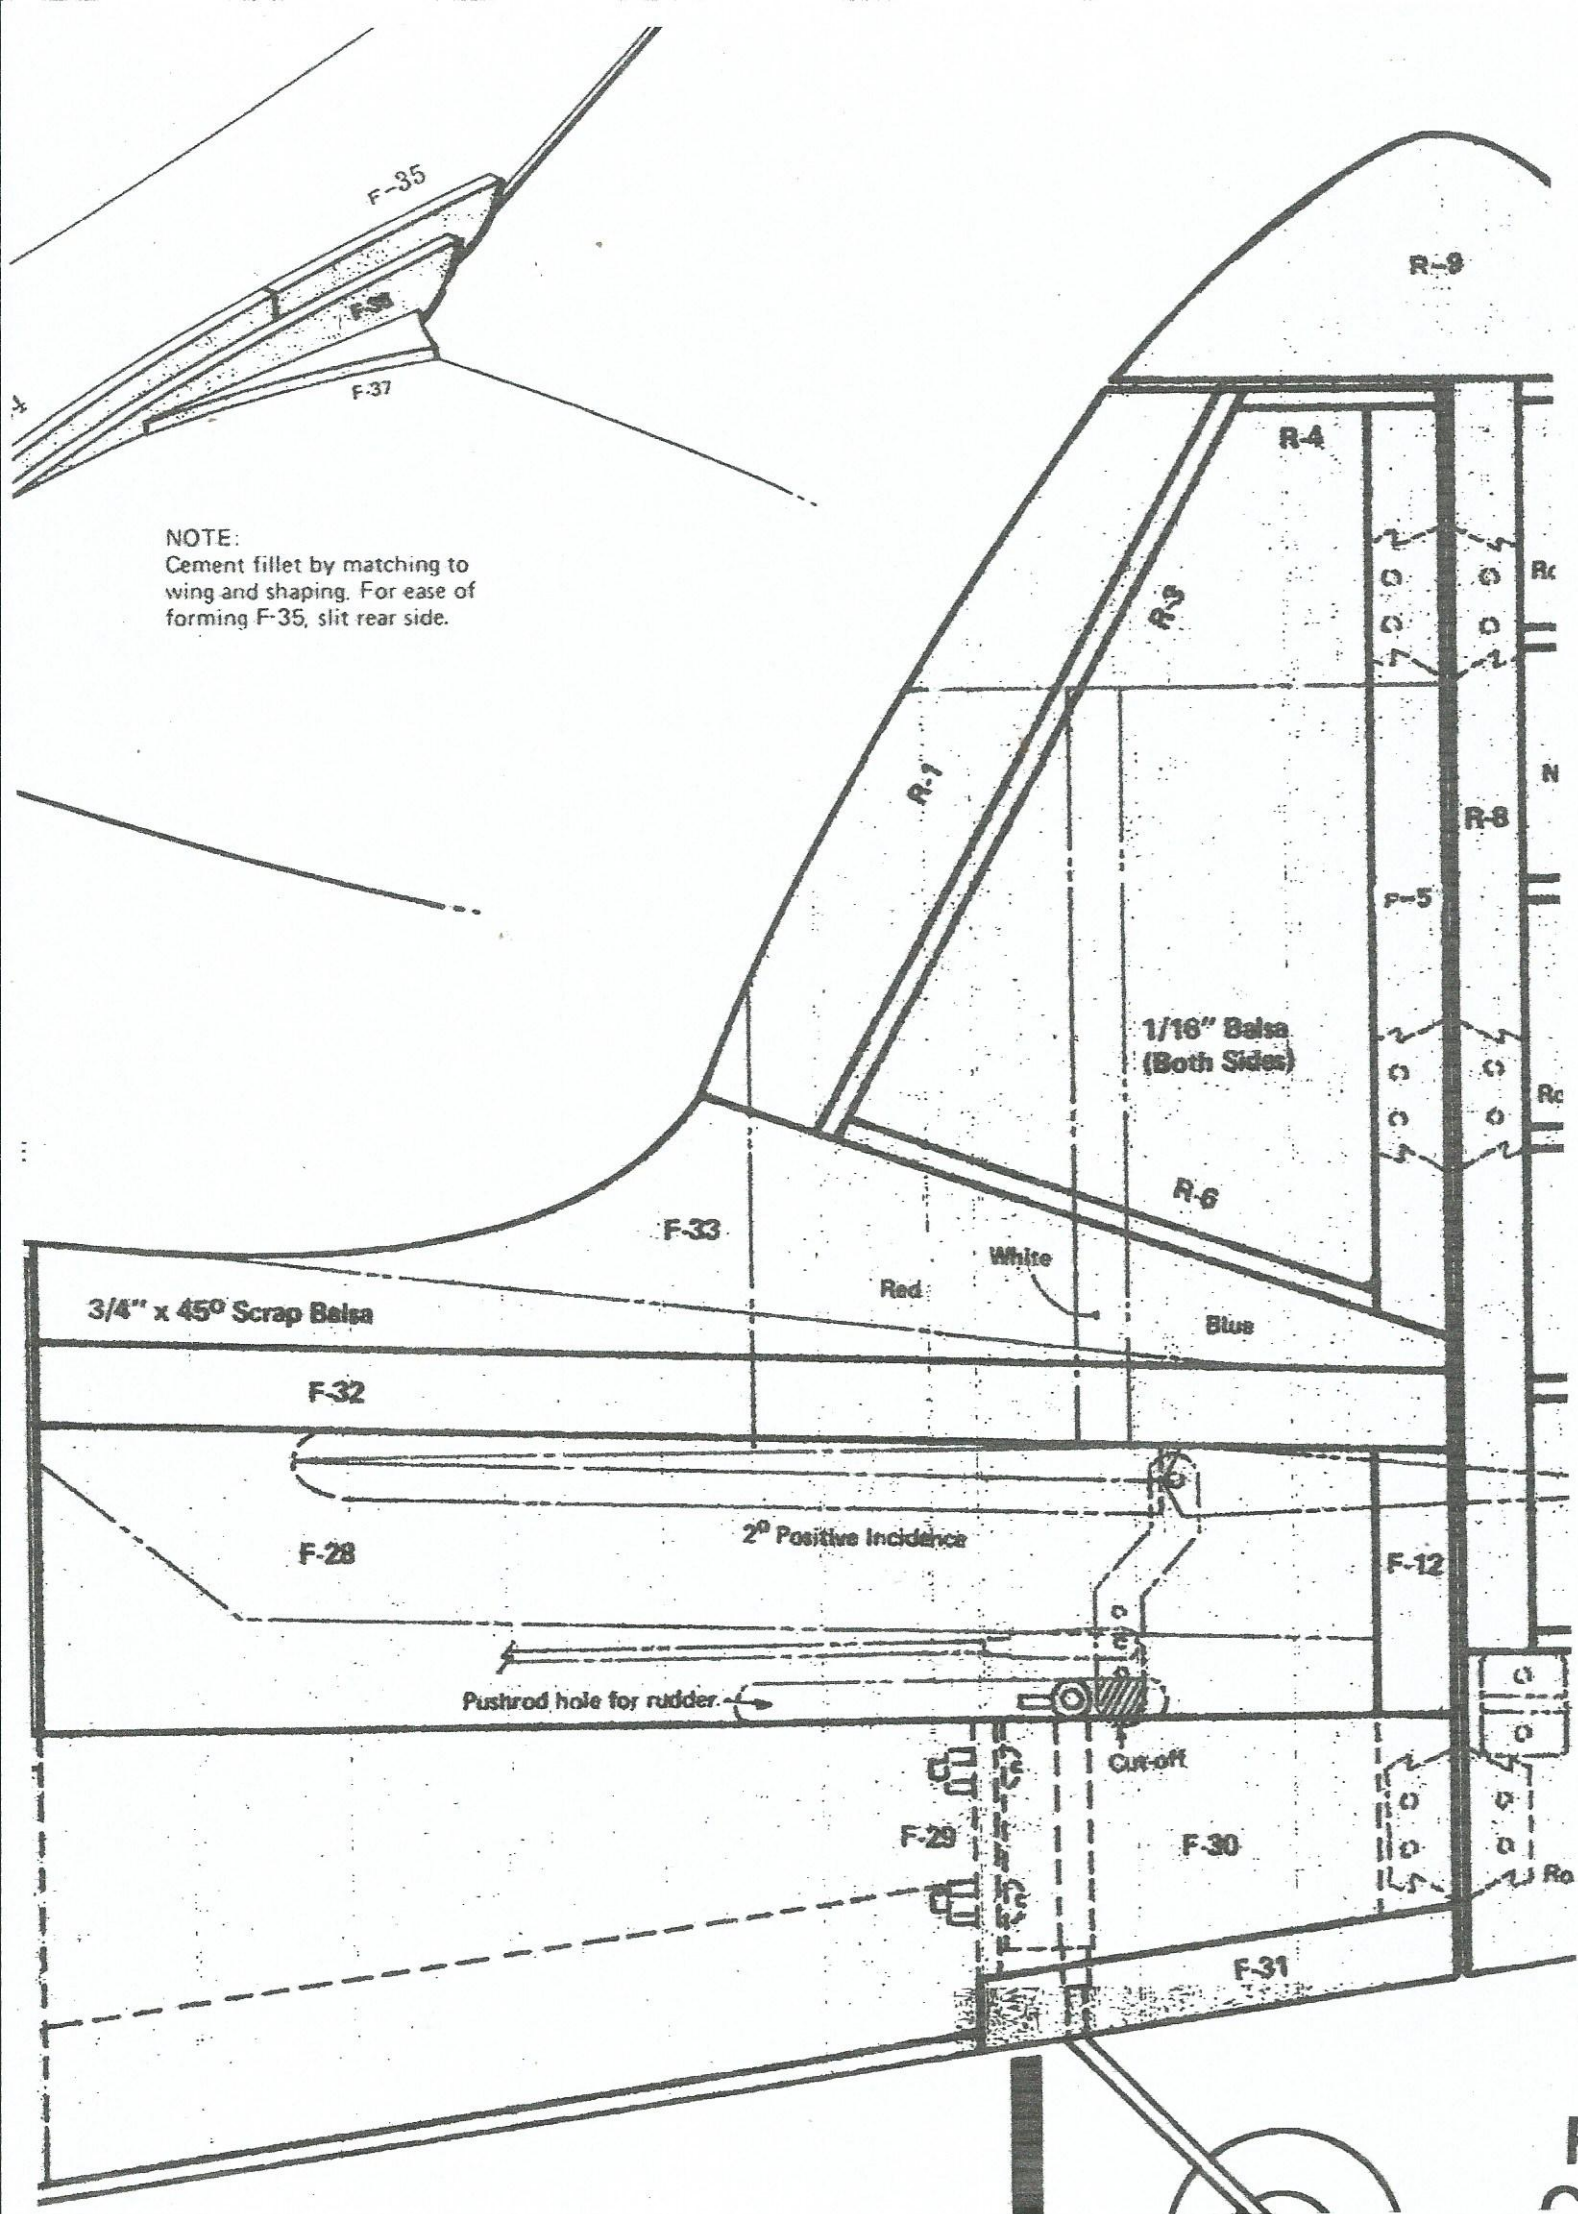 F-35
F-36
F-37
NOTE:
Cement fillet by matching to
wing and shaping. For ease of
forming F-35, slit rear side.
R-9
R-4
R-3
R-1
R-8
P-5
1/16" Balsa
(Both Sides)
R-6
F-33
White
Red
Blue
3/4" x 45° Scrap Balsa
F-32
2° Positive Incidence
F-28
F-12
Pushrod hole for rudder
Cut-off
F-29
F-30
F-31